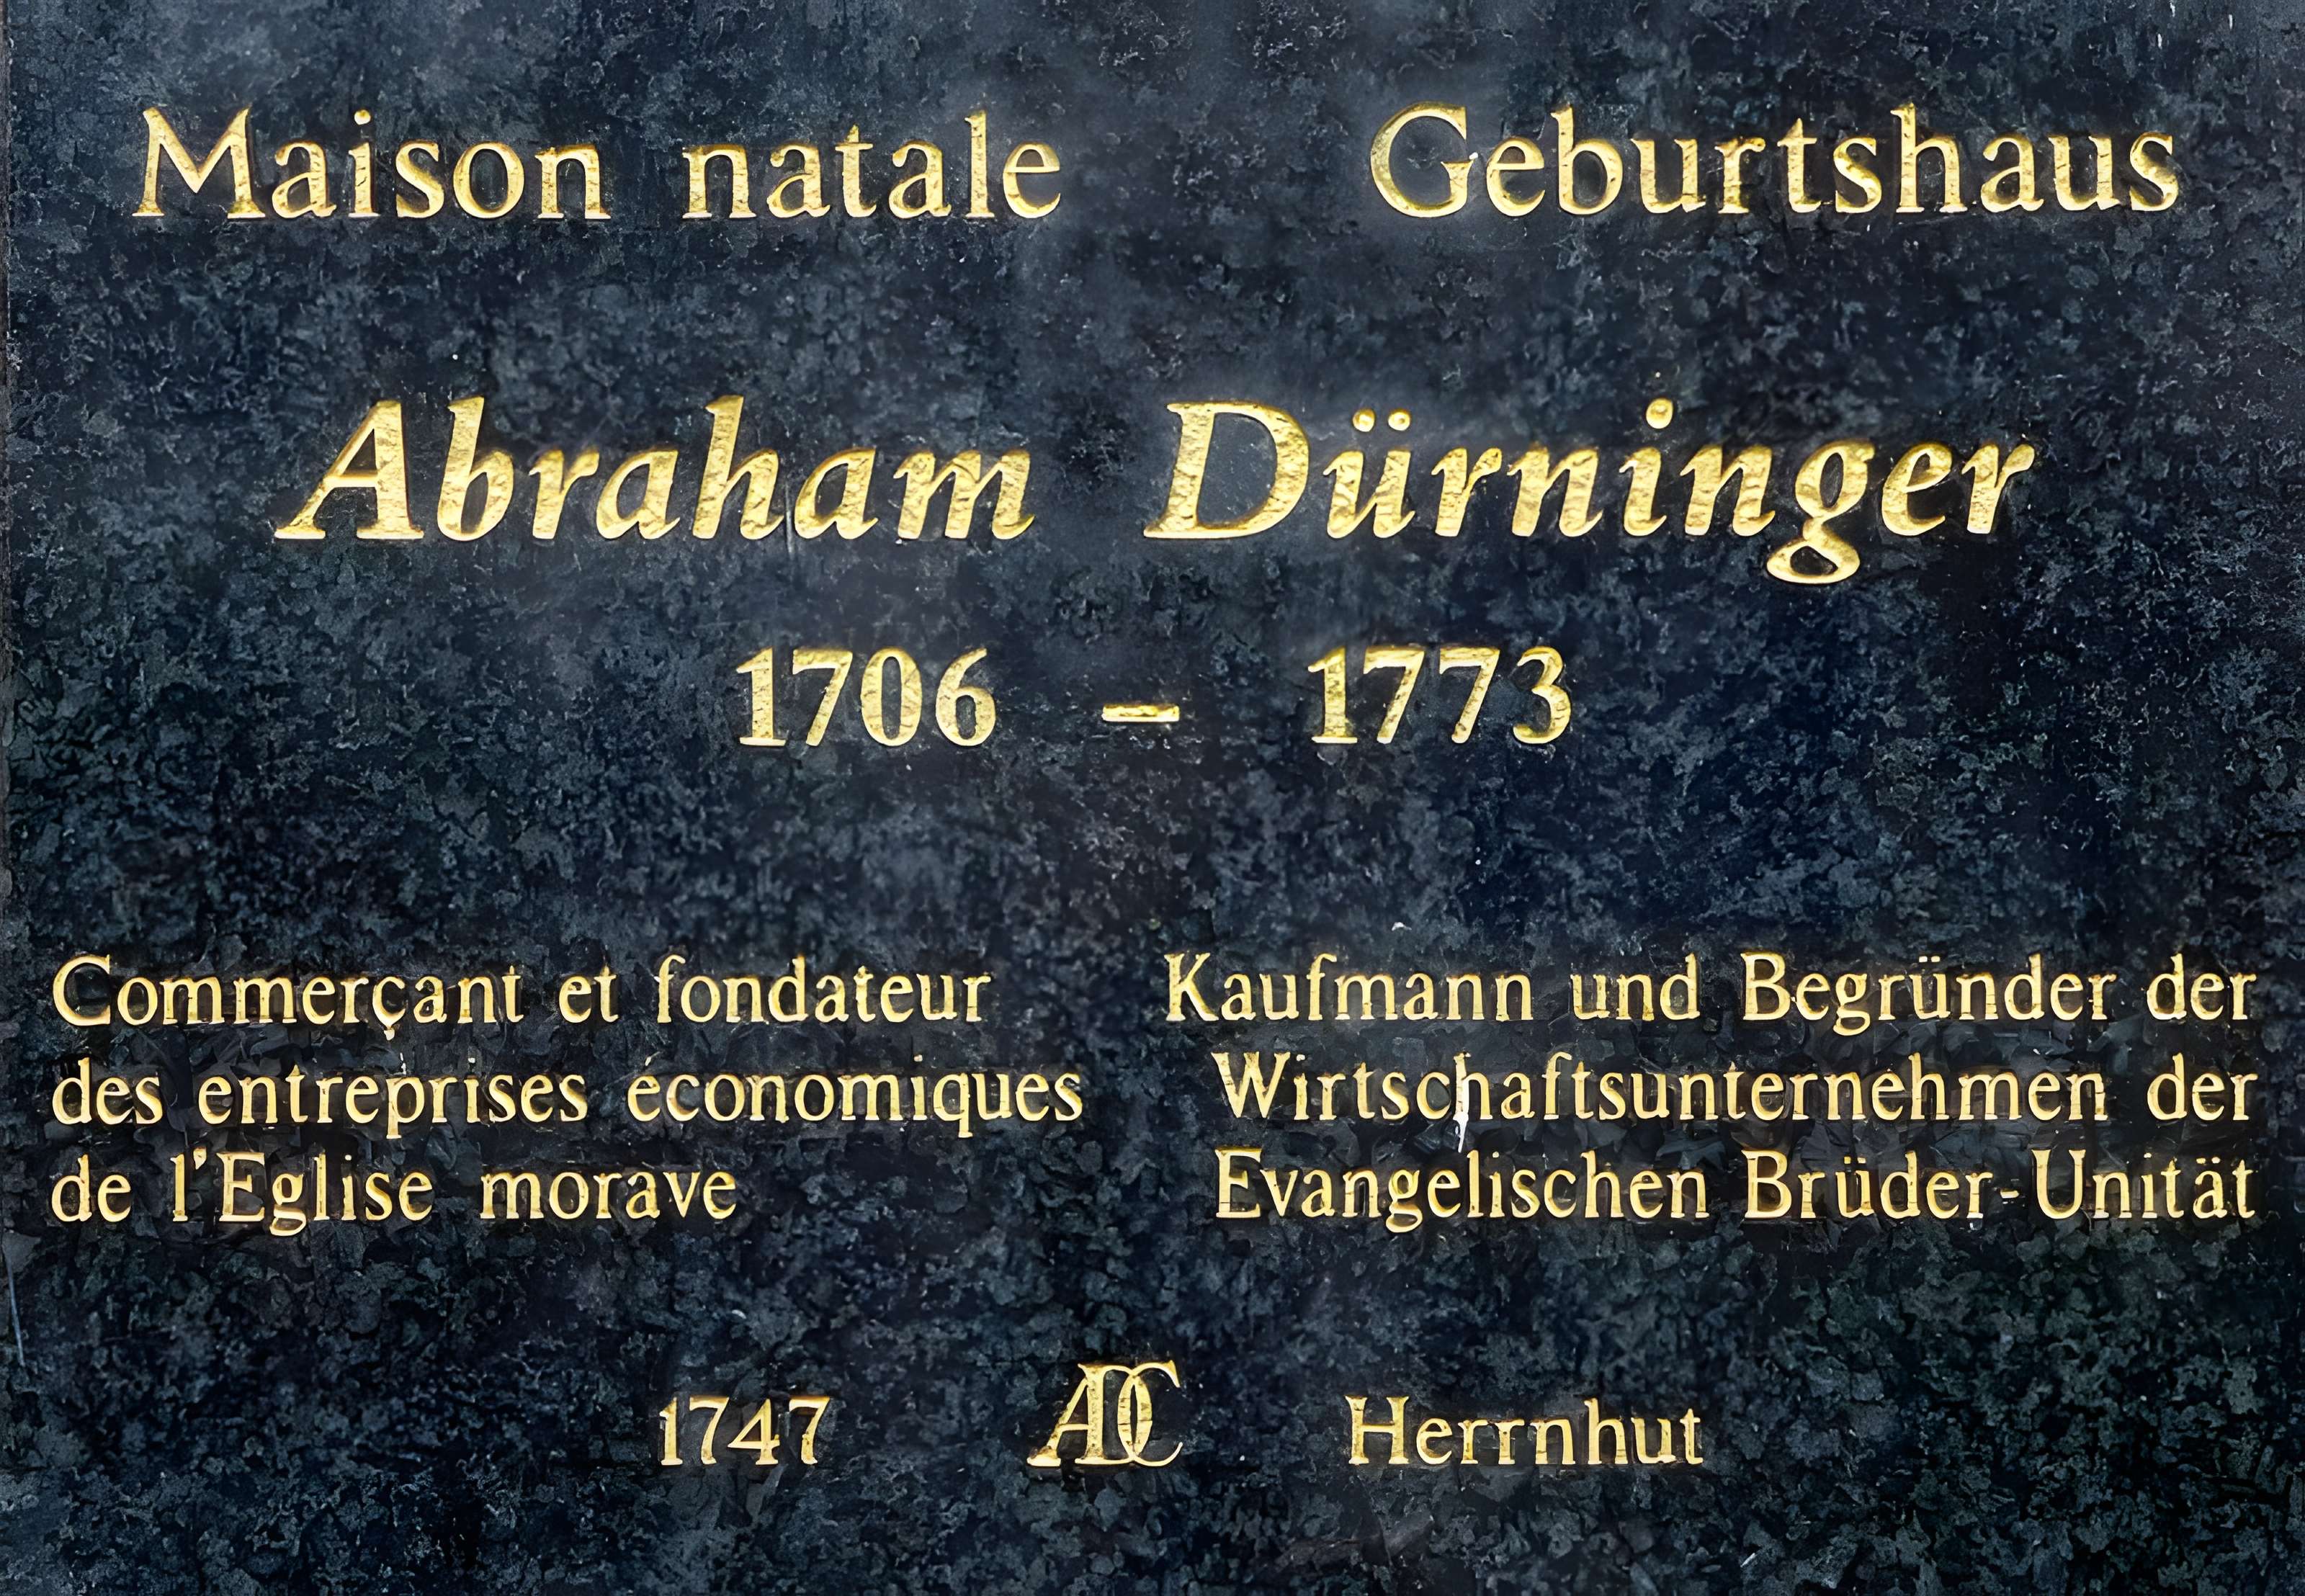 Maison natale Geburtshaus
Abraham Dürninger
1706 – 1773
Commerçant et fondateur
des entreprises économiques
de l'Eglise morave
Kaufmann und Begründer der
Wirtschaftsunternehmen der
Evangelischen Brüder-Unität
1747 ADC Herrnhut